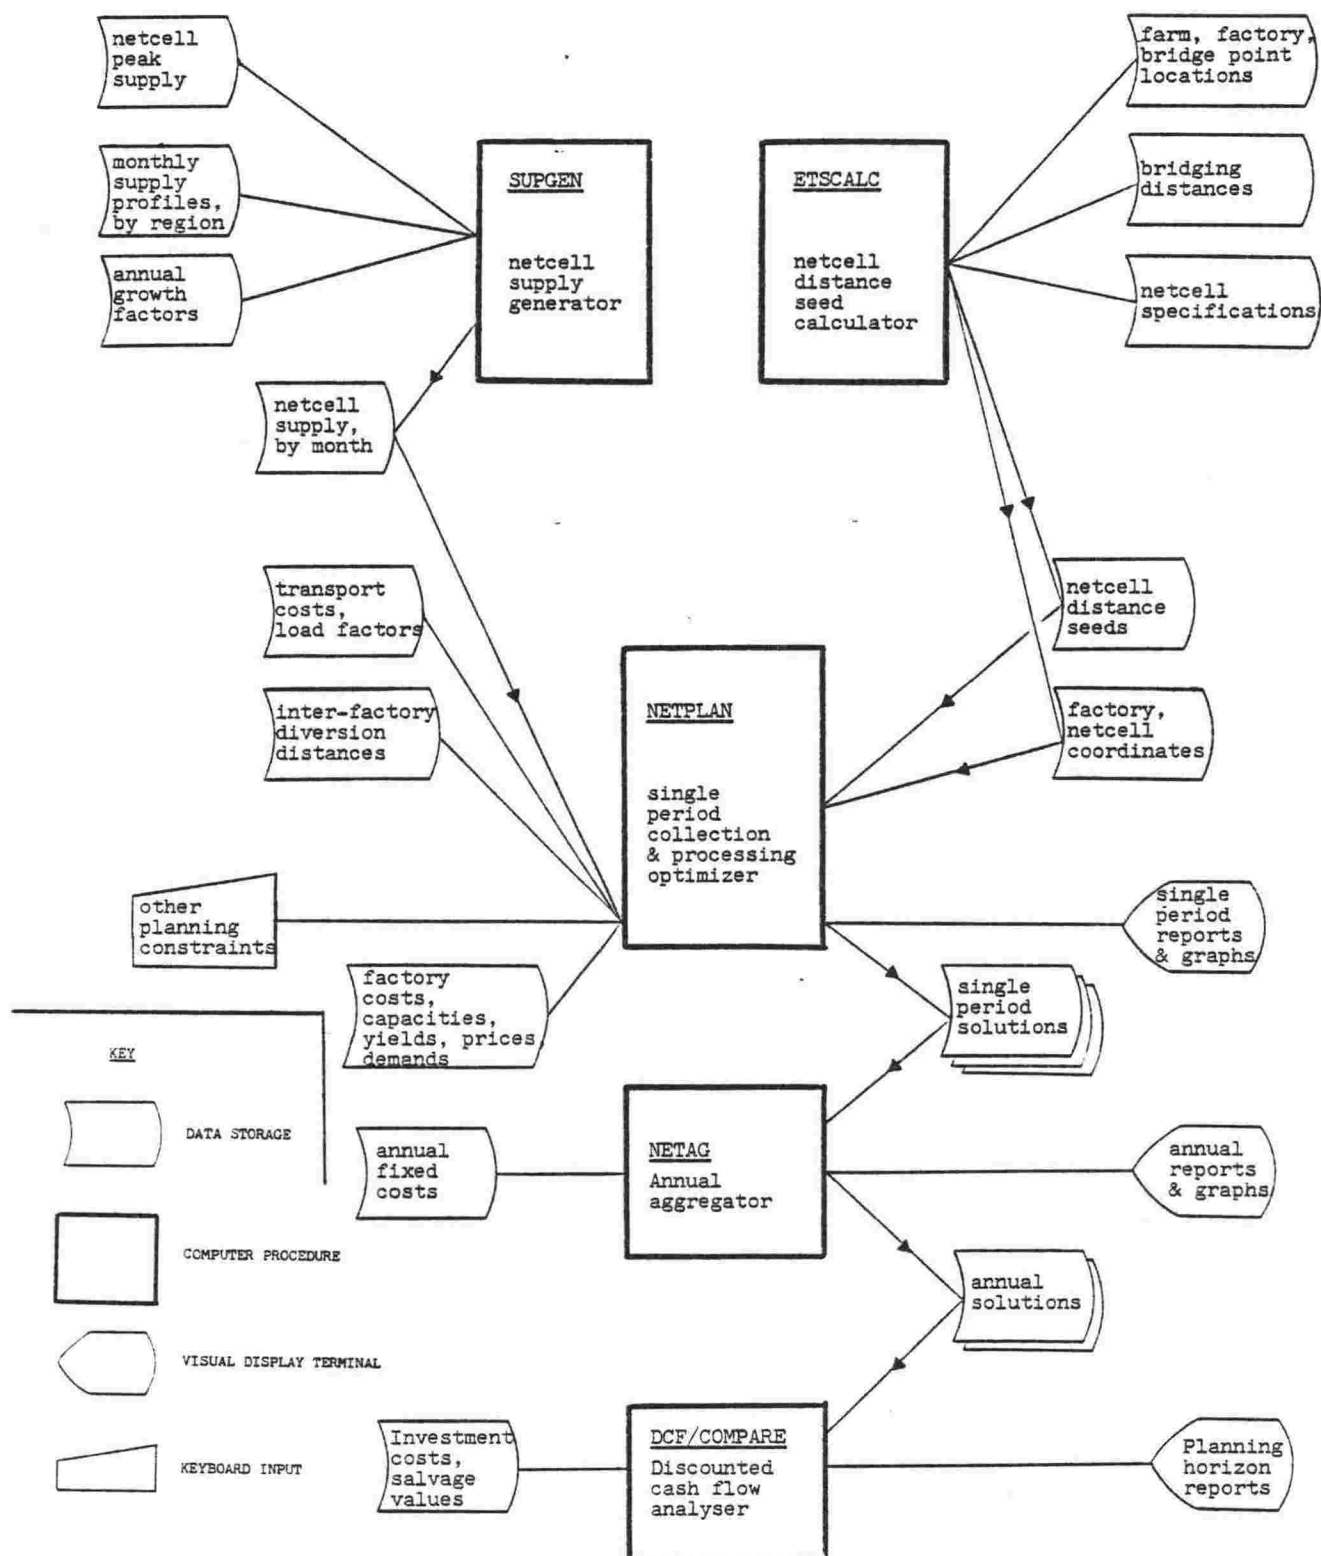 netcell
peak
supply
farm, factory,
bridge point
locations
monthly
supply
profiles,
by region
SUPGEN
netcell
supply
generator
ETSCALC
netcell
distance
seed
calculator
bridging
distances
annual
growth
factors
netcell
specifications
netcell
supply,
by month
transport
costs,
load factors
netcell
distance
seeds
inter-factory
diversion
distances
NETPLAN
single
period
collection
& processing
optimizer
factory,
netcell
coordinates
other
planning
constraints
single
period
reports
& graphs
factory
costs,
capacities,
yields, prices,
demands
single
period
solutions
KEY
DATA STORAGE
COMPUTER PROCEDURE
VISUAL DISPLAY TERMINAL
KEYBOARD INPUT
annual
fixed
costs
NETAG
Annual
aggregator
annual
reports
& graphs
annual
solutions
Investment
costs,
salvage
values
DCF/COMPARE
Discounted
cash flow
analyser
Planning
horizon
reports